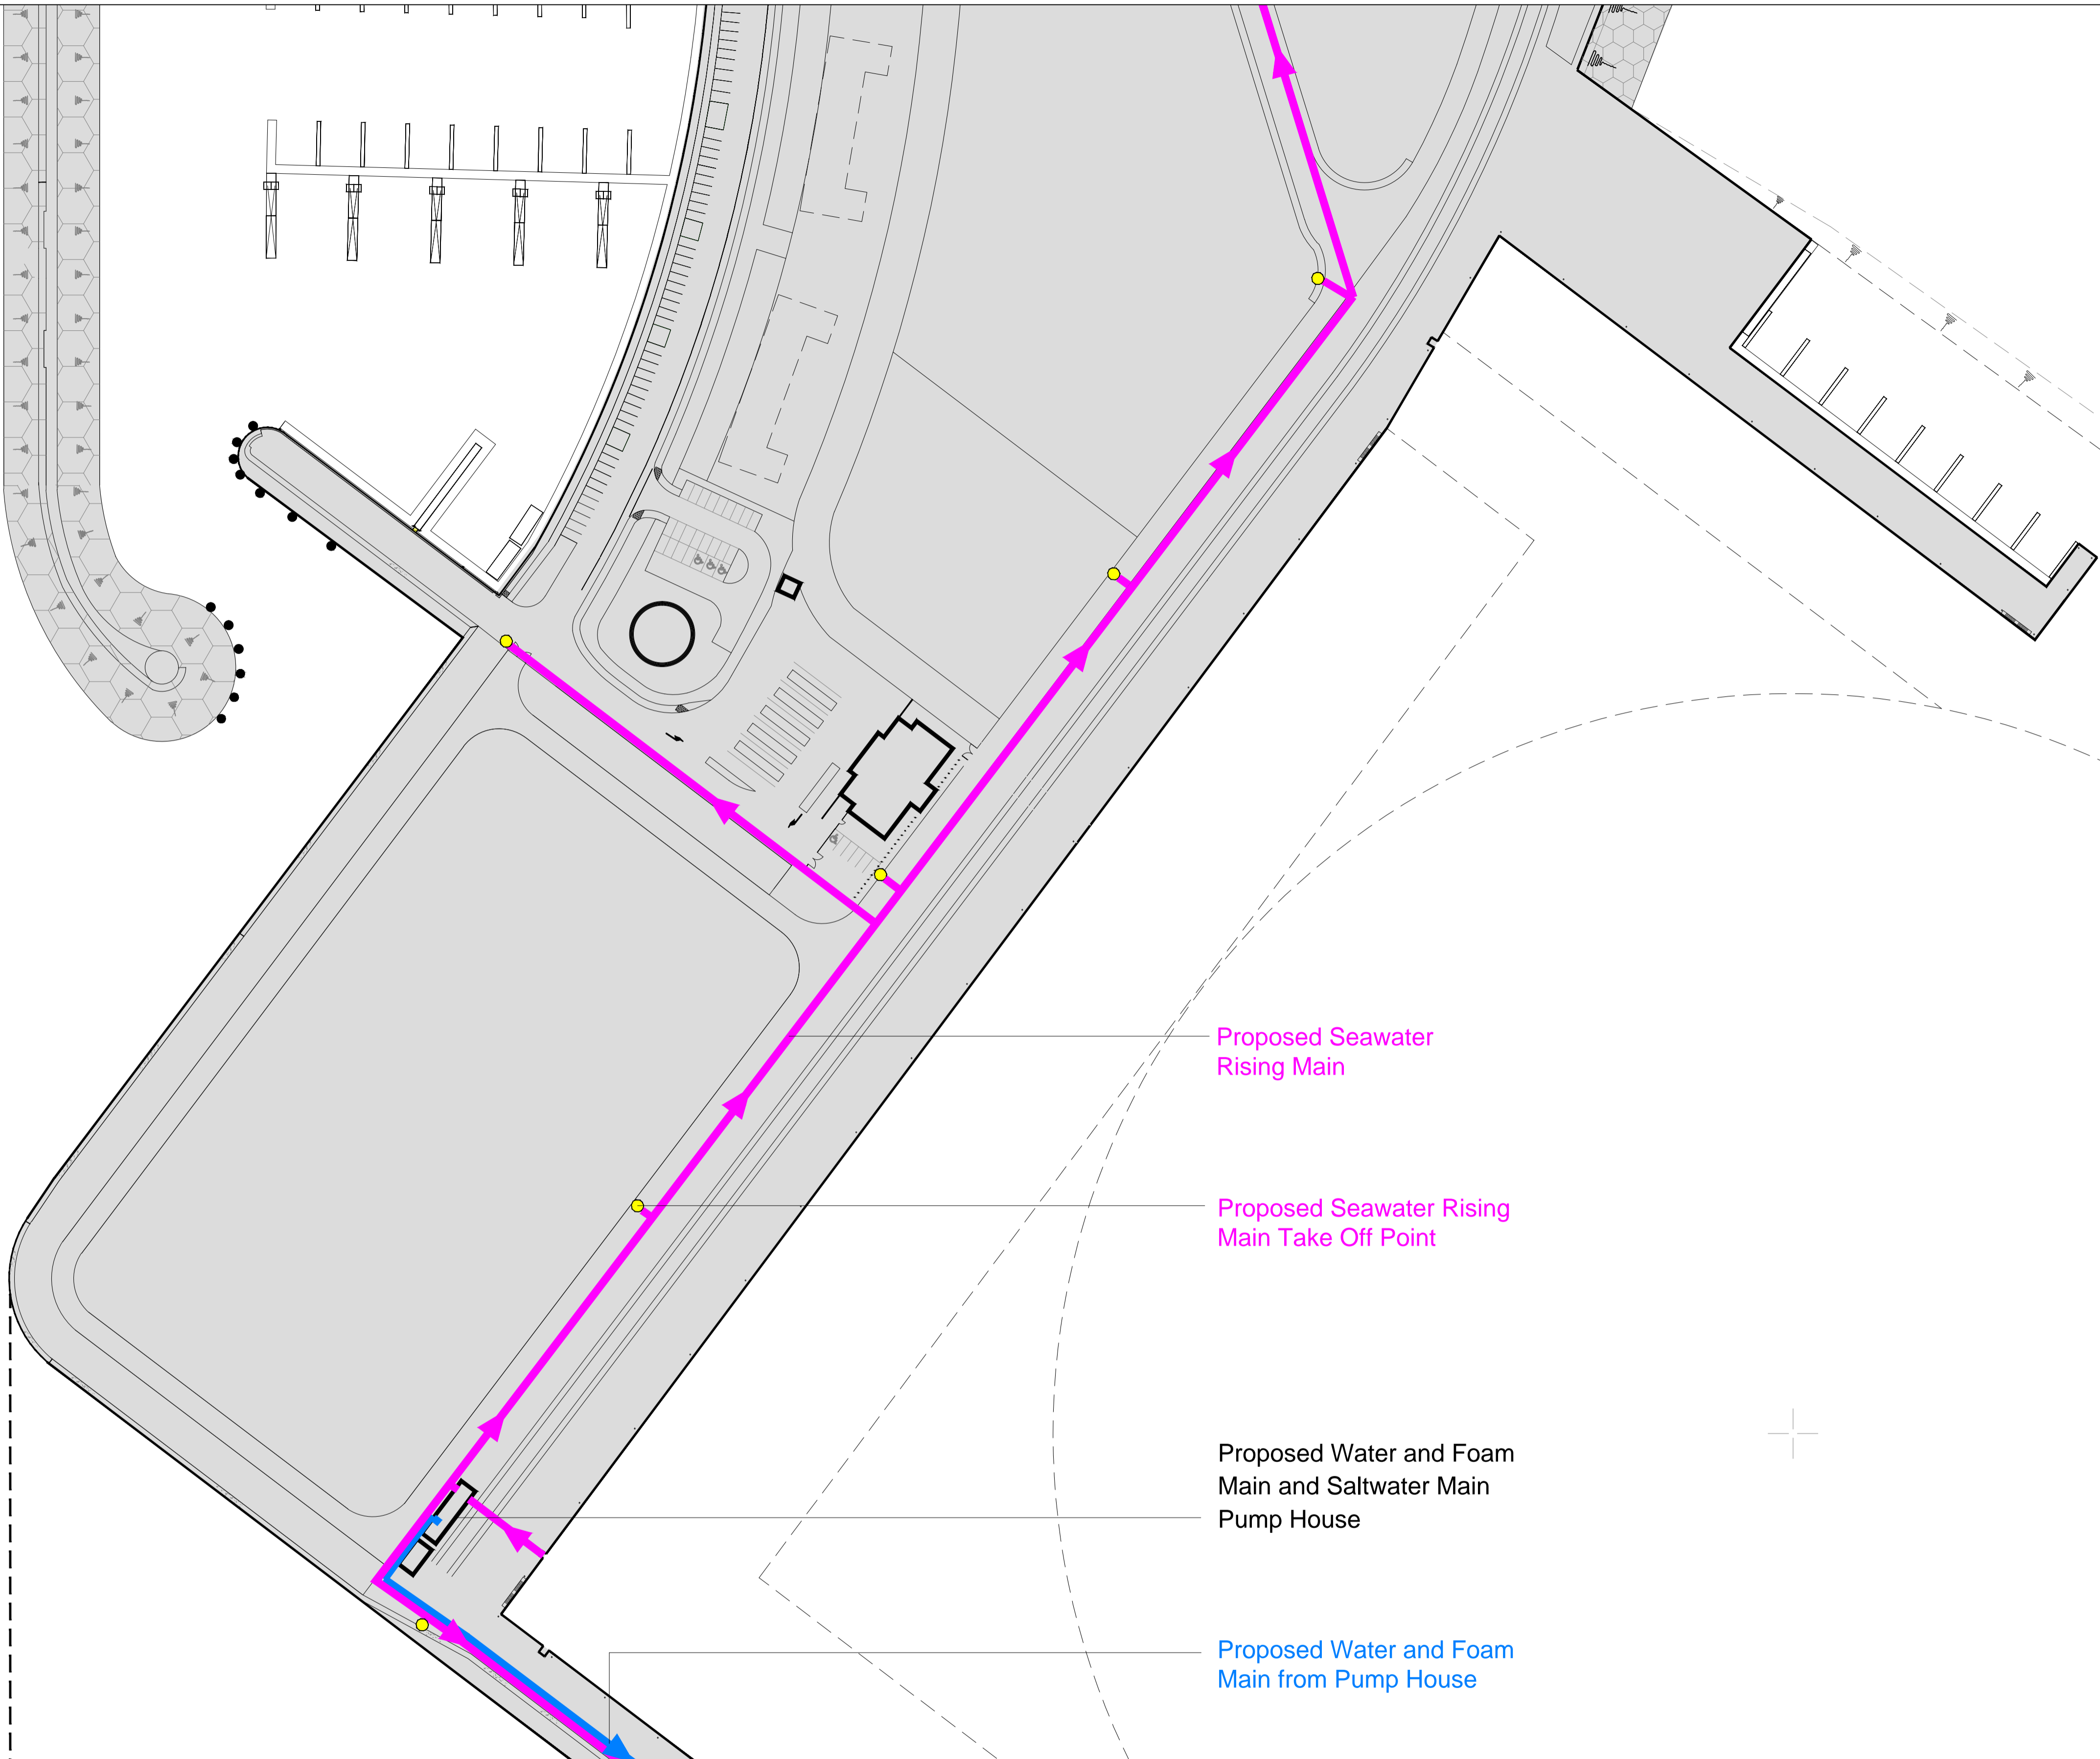 Proposed Seawater
Rising Main
Proposed Seawater Rising
Main Take Off Point
Proposed Water and Foam
Main and Saltwater Main
Pump House
Proposed Water and Foam
Main from Pump House